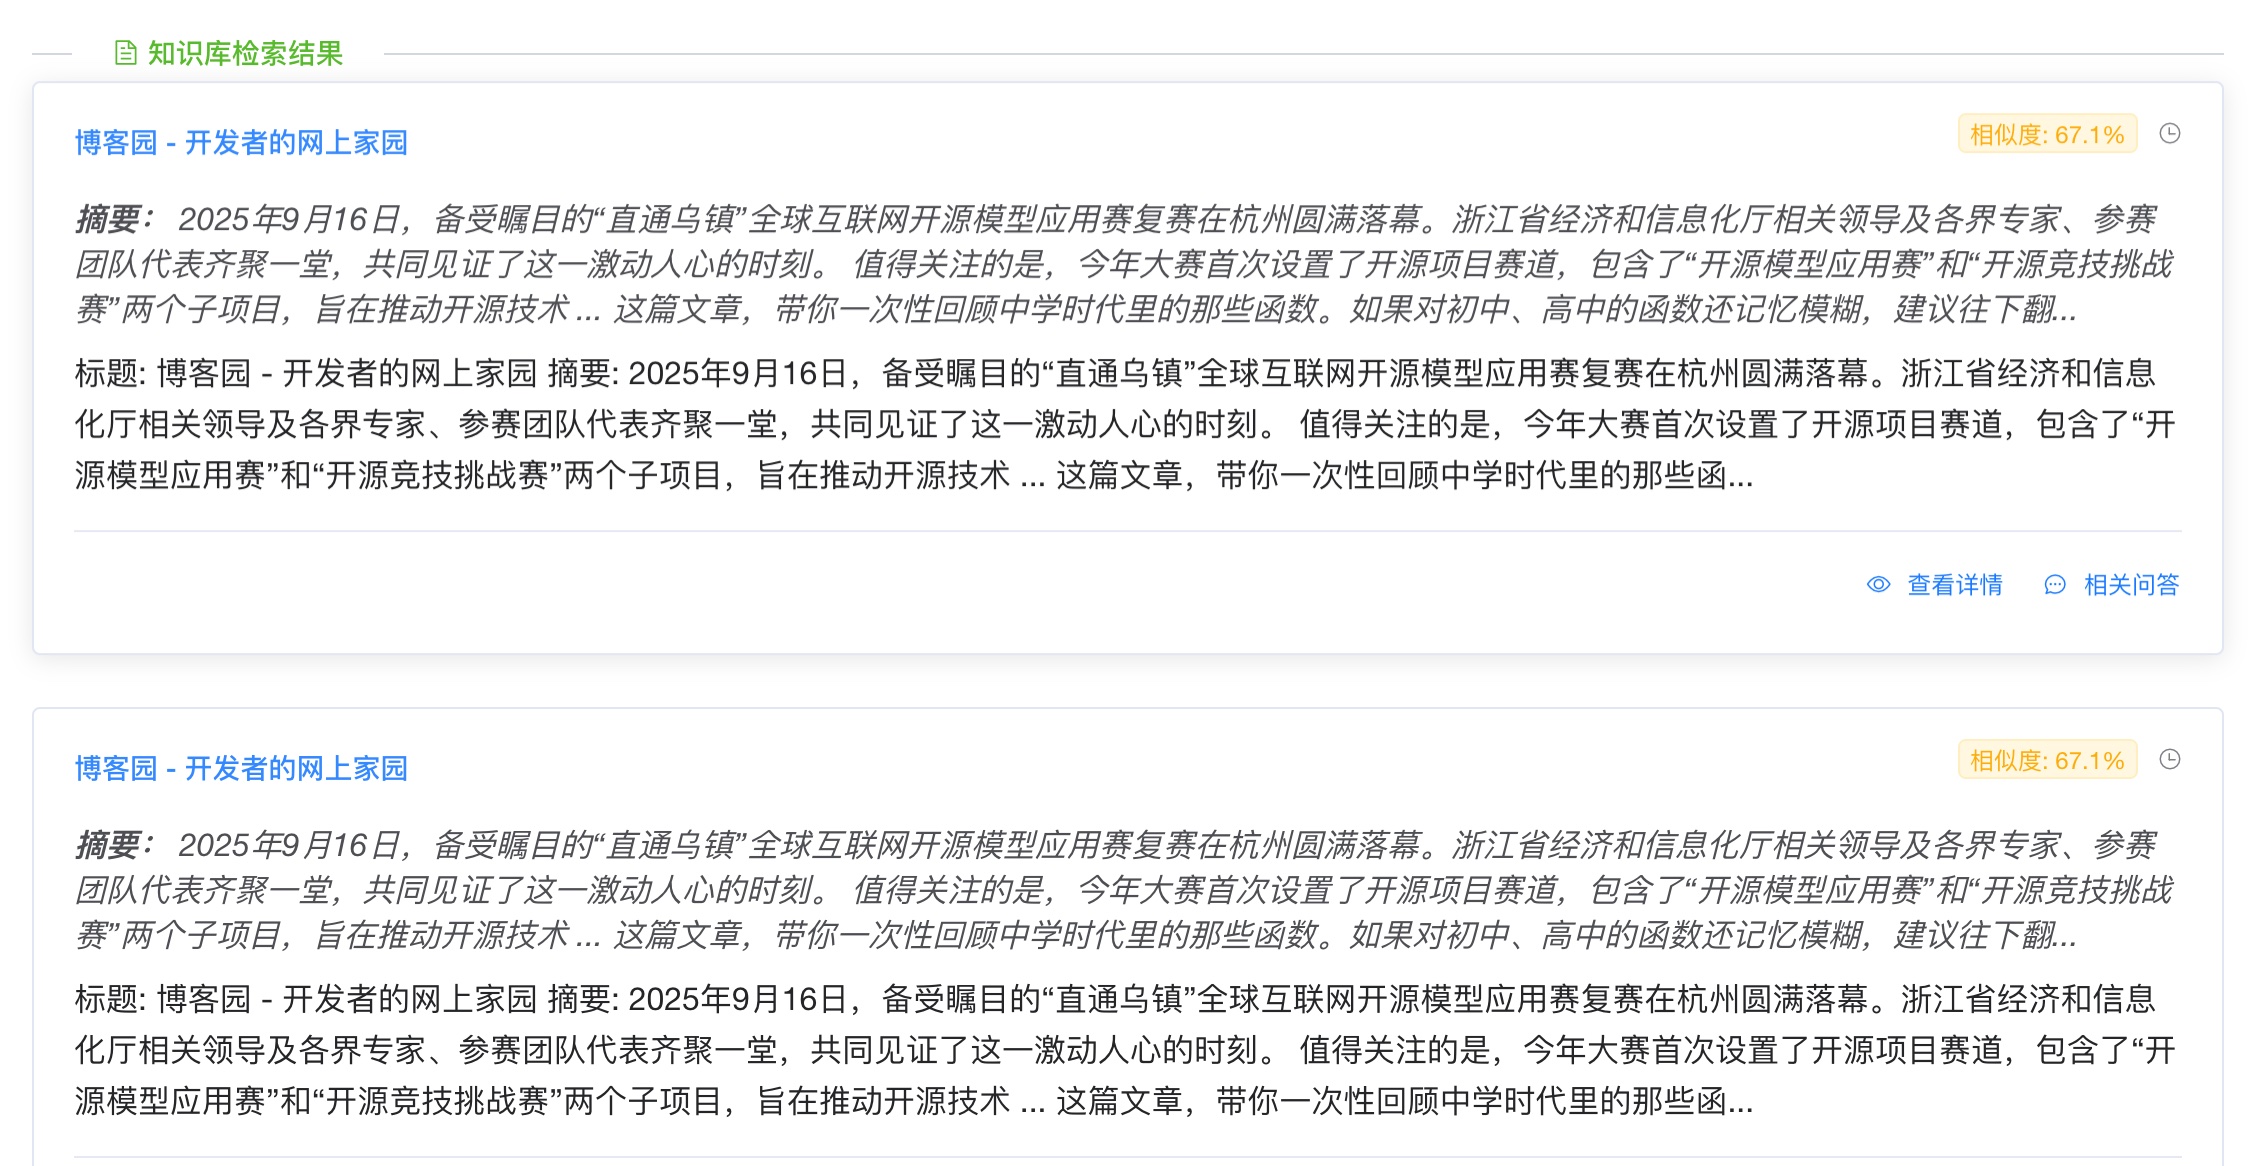 知识库检索结果
博客园 - 开发者的网上家园
相似度: 67.1%
摘要： 2025年9月16日，备受瞩目的“直通乌镇”全球互联网开源模型应用赛复赛在杭州圆满落幕。浙江省经济和信息化厅相关领导及各界专家、参赛
团队代表齐聚一堂，共同见证了这一激动人心的时刻。 值得关注的是，今年大赛首次设置了开源项目赛道，包含了“开源模型应用赛”和“开源竞技挑战
赛”两个子项目，旨在推动开源技术 ... 这篇文章，带你一次性回顾中学时代里的那些函数。如果对初中、高中的函数还记忆模糊，建议往下翻...
标题: 博客园 - 开发者的网上家园 摘要: 2025年9月16日，备受瞩目的“直通乌镇”全球互联网开源模型应用赛复赛在杭州圆满落幕。浙江省经济和信息
化厅相关领导及各界专家、参赛团队代表齐聚一堂，共同见证了这一激动人心的时刻。 值得关注的是，今年大赛首次设置了开源项目赛道，包含了“开
源模型应用赛”和“开源竞技挑战赛”两个子项目，旨在推动开源技术 ... 这篇文章，带你一次性回顾中学时代里的那些函...
查看详情 相关问答
博客园 - 开发者的网上家园
相似度: 67.1%
摘要： 2025年9月16日，备受瞩目的“直通乌镇”全球互联网开源模型应用赛复赛在杭州圆满落幕。浙江省经济和信息化厅相关领导及各界专家、参赛
团队代表齐聚一堂，共同见证了这一激动人心的时刻。 值得关注的是，今年大赛首次设置了开源项目赛道，包含了“开源模型应用赛”和“开源竞技挑战
赛”两个子项目，旨在推动开源技术 ... 这篇文章，带你一次性回顾中学时代里的那些函数。如果对初中、高中的函数还记忆模糊，建议往下翻...
标题: 博客园 - 开发者的网上家园 摘要: 2025年9月16日，备受瞩目的“直通乌镇”全球互联网开源模型应用赛复赛在杭州圆满落幕。浙江省经济和信息
化厅相关领导及各界专家、参赛团队代表齐聚一堂，共同见证了这一激动人心的时刻。 值得关注的是，今年大赛首次设置了开源项目赛道，包含了“开
源模型应用赛”和“开源竞技挑战赛”两个子项目，旨在推动开源技术 ... 这篇文章，带你一次性回顾中学时代里的那些函...